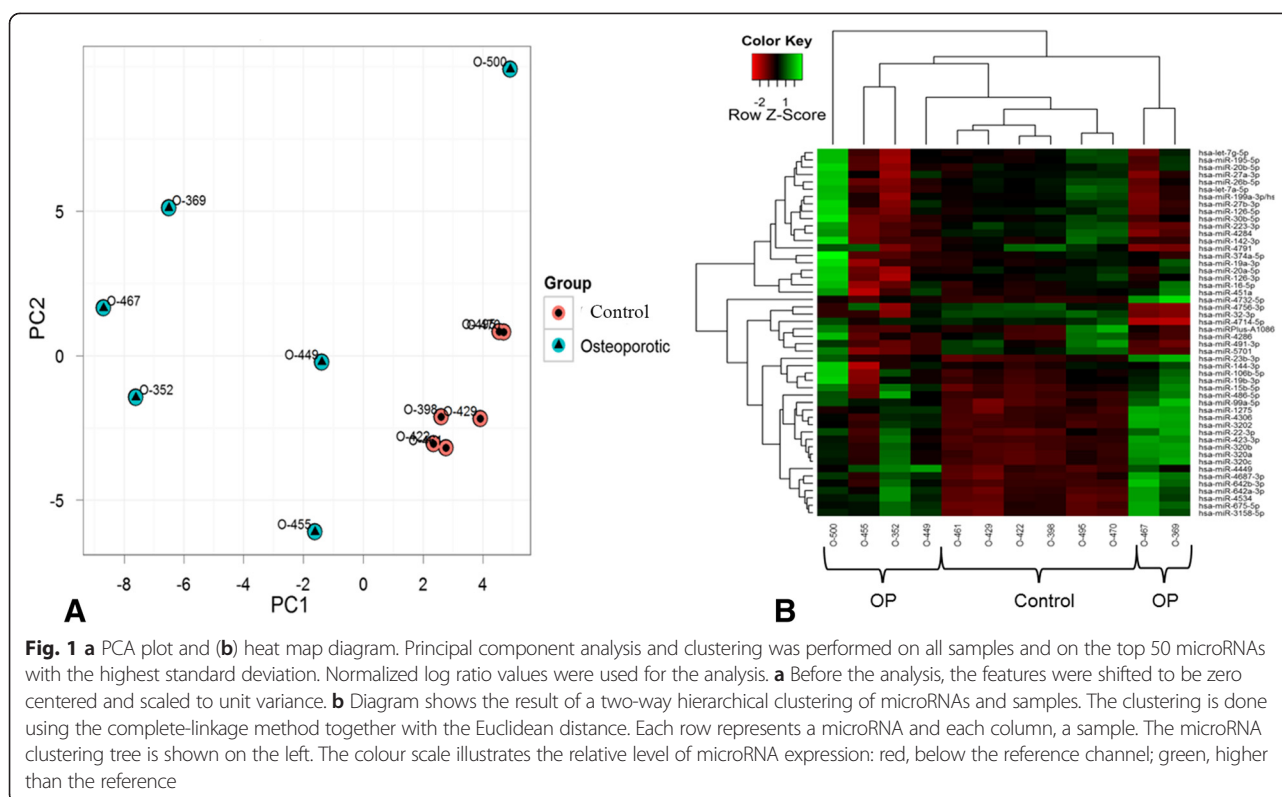 O-500
O-369
O-467
O-449
O-352
O-398
O-429
O-422
O-455
5
0
-5
PC2
-8
-6
-4
-2
0
2
4
PC1
A
Group
Control
Osteoporotic
Color Key
-2 1
Row Z-Score
hsa-let-7g-5p
hsa-miR-195-5p
hsa-miR-20b-5p
hsa-miR-27a-3p
hsa-miR-26b-5p
hsa-let-7a-5p
hsa-miR-199a-3p/hs
hsa-miR-27b-3p
hsa-miR-126-5p
hsa-miR-30b-5p
hsa-miR-223-3p
hsa-miR-4284
hsa-miR-142-3p
hsa-miR-4791
hsa-miR-374a-5p
hsa-miR-19a-3p
hsa-miR-20a-5p
hsa-miR-126-3p
hsa-miR-16-5p
hsa-miR-451a
hsa-miR-4732-5p
hsa-miR-4756-3p
hsa-miR-32-3p
hsa-miR-4714-5p
hsa-miRPlus-A1086
hsa-miR-4286
hsa-miR-491-3p
hsa-miR-5701
hsa-miR-23b-3p
hsa-miR-144-3p
hsa-miR-106b-5p
hsa-miR-19b-3p
hsa-miR-15b-5p
hsa-miR-486-5p
hsa-miR-99a-5p
hsa-miR-1275
hsa-miR-4306
hsa-miR-3202
hsa-miR-22-3p
hsa-miR-423-3p
hsa-miR-320b
hsa-miR-320a
hsa-miR-320c
hsa-miR-4449
hsa-miR-4687-3p
hsa-miR-642b-3p
hsa-miR-642a-3p
hsa-miR-4534
hsa-miR-675-5p
hsa-miR-3158-5p
O-500
O-455
O-352
O-449
O-461
O-429
O-422
O-398
O-495
O-470
O-467
O-369
OP
Control
OP
B
Fig. 1 a PCA plot and (b) heat map diagram. Principal component analysis and clustering was performed on all samples and on the top 50 microRNAs
with the highest standard deviation. Normalized log ratio values were used for the analysis. a Before the analysis, the features were shifted to be zero
centered and scaled to unit variance. b Diagram shows the result of a two-way hierarchical clustering of microRNAs and samples. The clustering is done
using the complete-linkage method together with the Euclidean distance. Each row represents a microRNA and each column, a sample. The microRNA
clustering tree is shown on the left. The colour scale illustrates the relative level of microRNA expression: red, below the reference channel; green, higher
than the reference